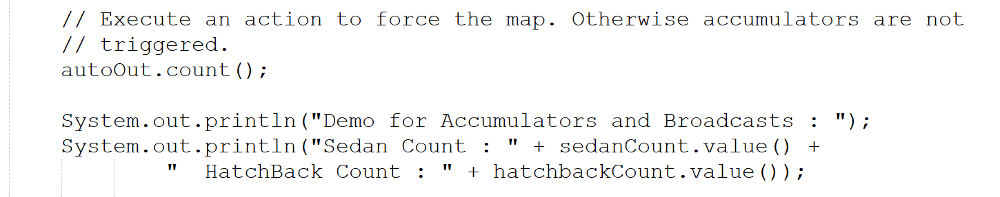 // Execute an action to force the map. Otherwise accumulators are not
// triggered.
autoOut.count();
System.out.println("Demo for Accumulators and Broadcasts : ");
System.out.println("Sedan Count : " + sedanCount.value() +
"  HatchBack Count : " + hatchbackCount.value());